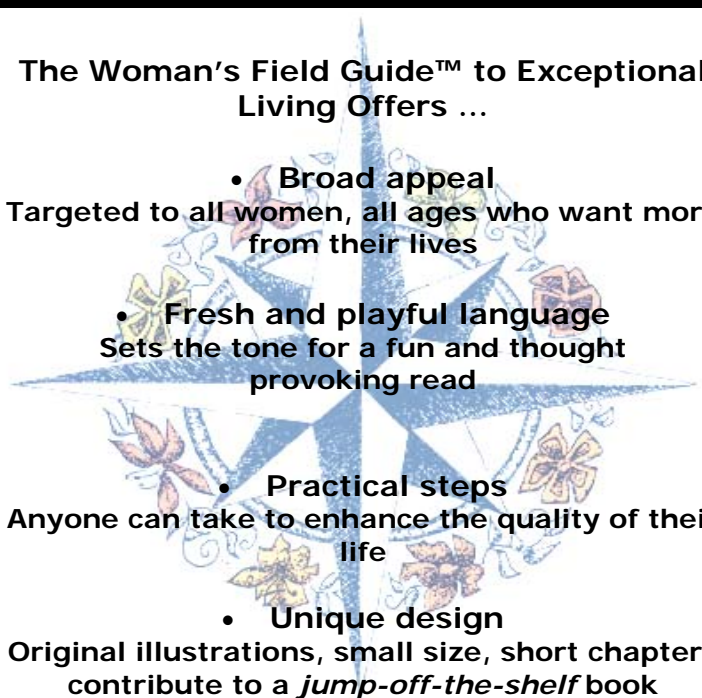 The Woman's Field Guide™ to Exceptional
Living Offers ...
• Broad appeal
Targeted to all women, all ages who want mor
from their lives
• Fresh and playful language
Sets the tone for a fun and thought
provoking read
• Practical steps
Anyone can take to enhance the quality of thei
life
• Unique design
Original illustrations, small size, short chapter
contribute to a jump-off-the-shelf book